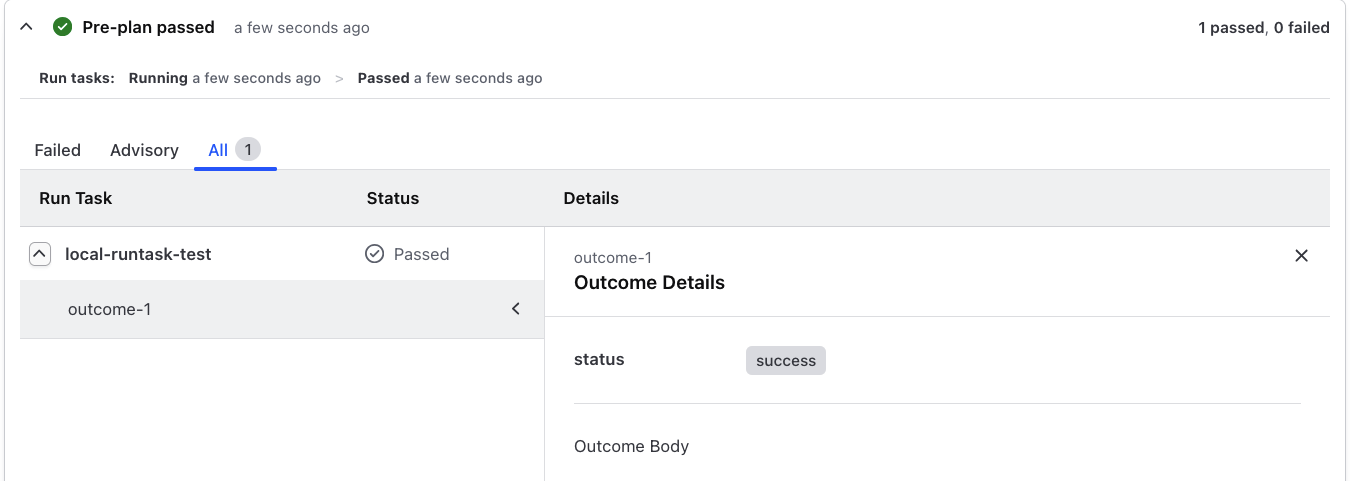 Pre-plan passed a few seconds ago 1 passed, 0 failed
Run tasks: Running a few seconds ago > Passed a few seconds ago
Failed Advisory All 1
Run Task Status Details
local-runtask-test Passed
outcome-1
outcome-1
Outcome Details
status success
Outcome Body